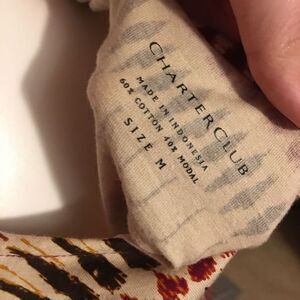 CHARTER CLUB
MADE IN INDONESIA
60% COTTON 40% MODAL
SIZE M